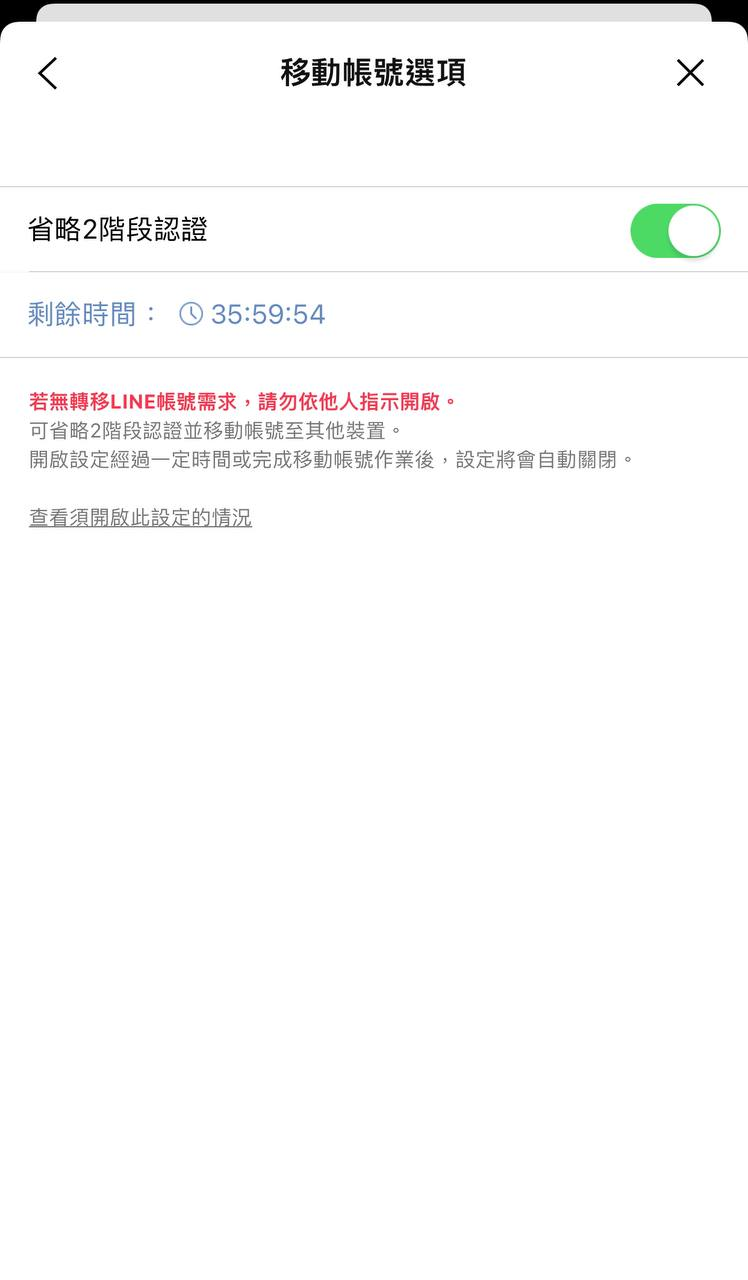 移動帳號選項
省略2階段認證
剩餘時間： 35:59:54
若無轉移LINE帳號需求，請勿依他人指示開啟。
可省略2階段認證並移動帳號至其他裝置。
開啟設定經過一定時間或完成移動帳號作業後，設定將會自動關閉。
查看須開啟此設定的情況